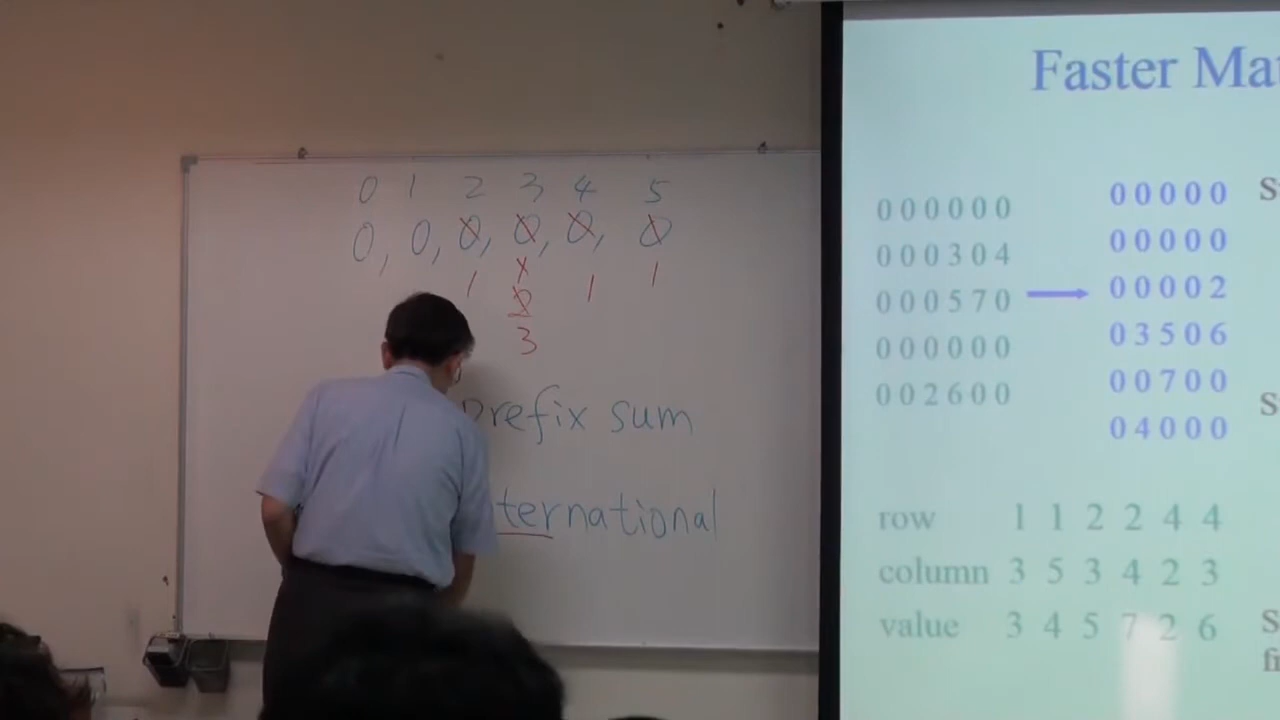 0 1 2 3 4 5
0, 0, 0, 0, 0, 0
1 1 1
2
3
prefix sum
ternational
Faster Mat
0 0 0 0 0 0
0 0 0 3 0 4
0 0 0 5 7 0
0 0 0 0 0 0
0 0 2 6 0 0
0 0 0 0 0
0 0 0 0 0
0 0 0 0 2
0 3 5 0 6
0 0 7 0 0
0 4 0 0 0
row 1 1 2 2 4 4
column 3 5 3 4 2 3
value 3 4 5 7 2 6
S
S
S